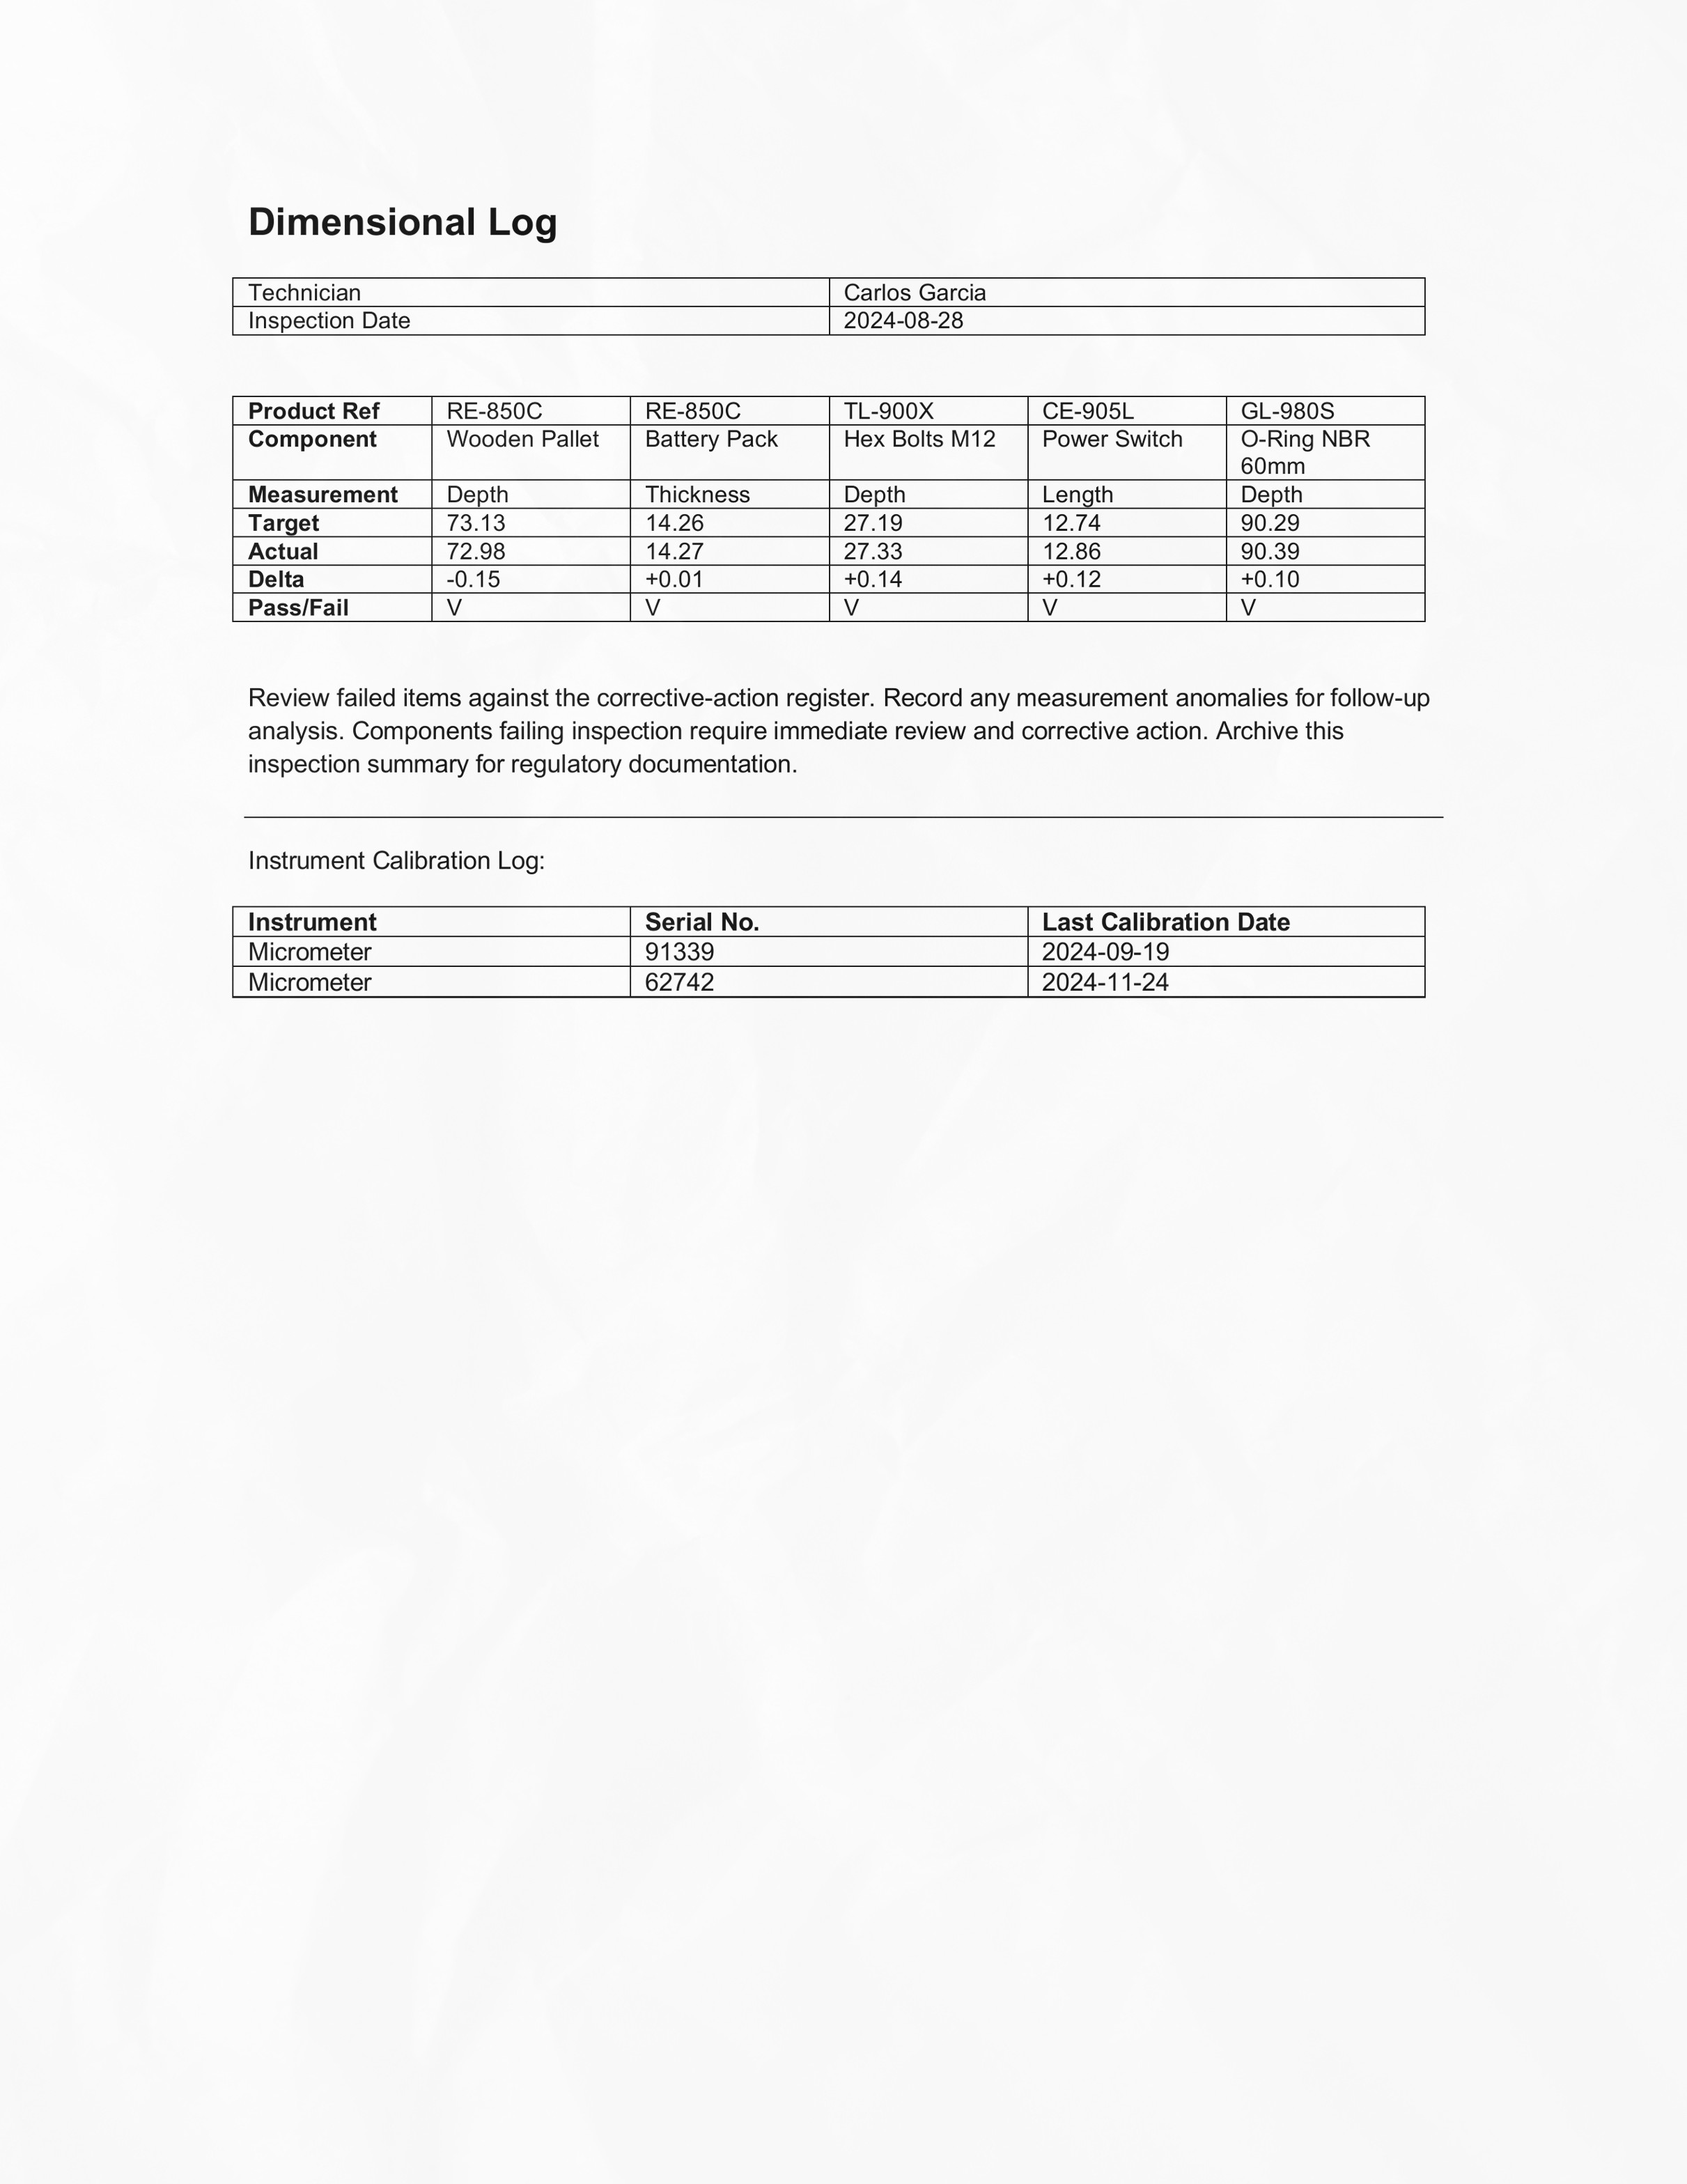 Dimensional Log
Technician Carlos Garcia
Inspection Date 2024-08-28
Product Ref RE-850C RE-850C TL-900X CE-905L GL-980S
Component Wooden Pallet Battery Pack Hex Bolts M12 Power Switch O-Ring NBR
60mm
Measurement Depth Thickness Depth Length Depth
Target 73.13 14.26 27.19 12.74 90.29
Actual 72.98 14.27 27.33 12.86 90.39
Delta -0.15 +0.01 +0.14 +0.12 +0.10
Pass/Fail V V V V V
Review failed items against the corrective-action register. Record any measurement anomalies for follow-up
analysis. Components failing inspection require immediate review and corrective action. Archive this
inspection summary for regulatory documentation.
Instrument Calibration Log:
Instrument Serial No. Last Calibration Date
Micrometer 91339 2024-09-19
Micrometer 62742 2024-11-24